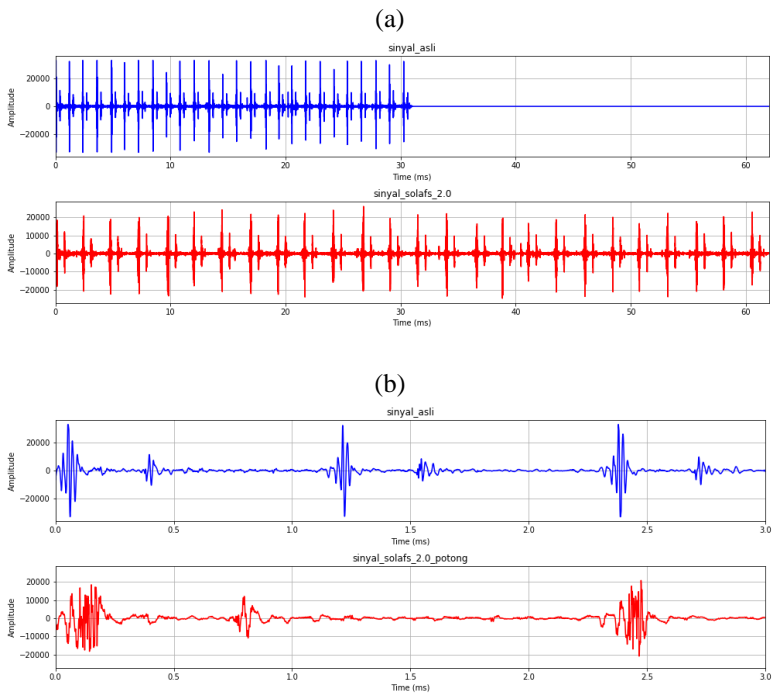 (a)
sinyal_asli
Amplitude
20000
0
−20000
0 10 20 30 40 50 60
Time (ms)
sinyal_solafs_2.0
Amplitude
20000
10000
0
−10000
−20000
0 10 20 30 40 50 60
Time (ms)
(b)
sinyal_asli
Amplitude
20000
0
−20000
0.0 0.5 1.0 1.5 2.0 2.5 3.0
Time (ms)
sinyal_solafs_2.0_potong
Amplitude
20000
10000
0
−10000
−20000
0.0 0.5 1.0 1.5 2.0 2.5 3.0
Time (ms)